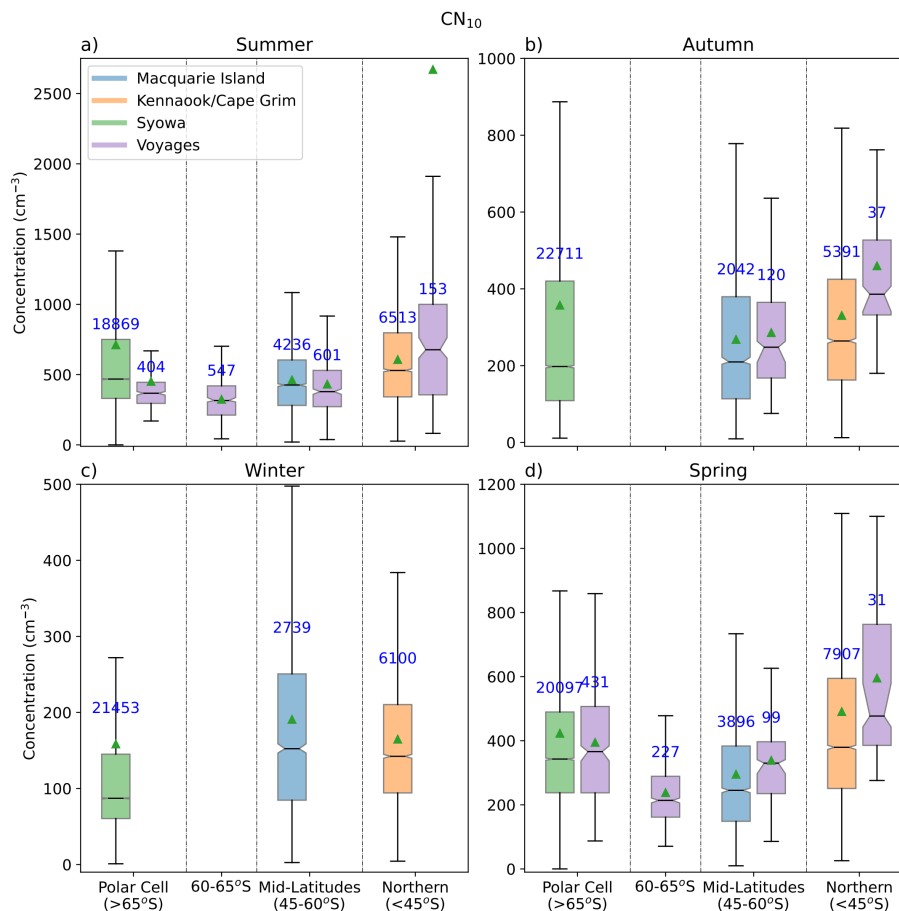 CN₁₀
a) Summer
b) Autumn
Concentration (cm⁻³)
2500
2000
1500
1000
500
0
Macquarie Island
Kennaook/Cape Grim
Syowa
Voyages
18869
404
547
4236
601
6513
153
1000
800
600
400
200
0
22711
2042
120
5391
37
c) Winter
d) Spring
Concentration (cm⁻³)
500
400
300
200
100
0
21453
2739
6100
1200
1000
800
600
400
200
0
20097
431
227
3896
99
7907
31
Polar Cell
(>65°S)
60-65°S
Mid-Latitudes
(45-60°S)
Northern
(<45°S)
Polar Cell
(>65°S)
60-65°S
Mid-Latitudes
(45-60°S)
Northern
(<45°S)